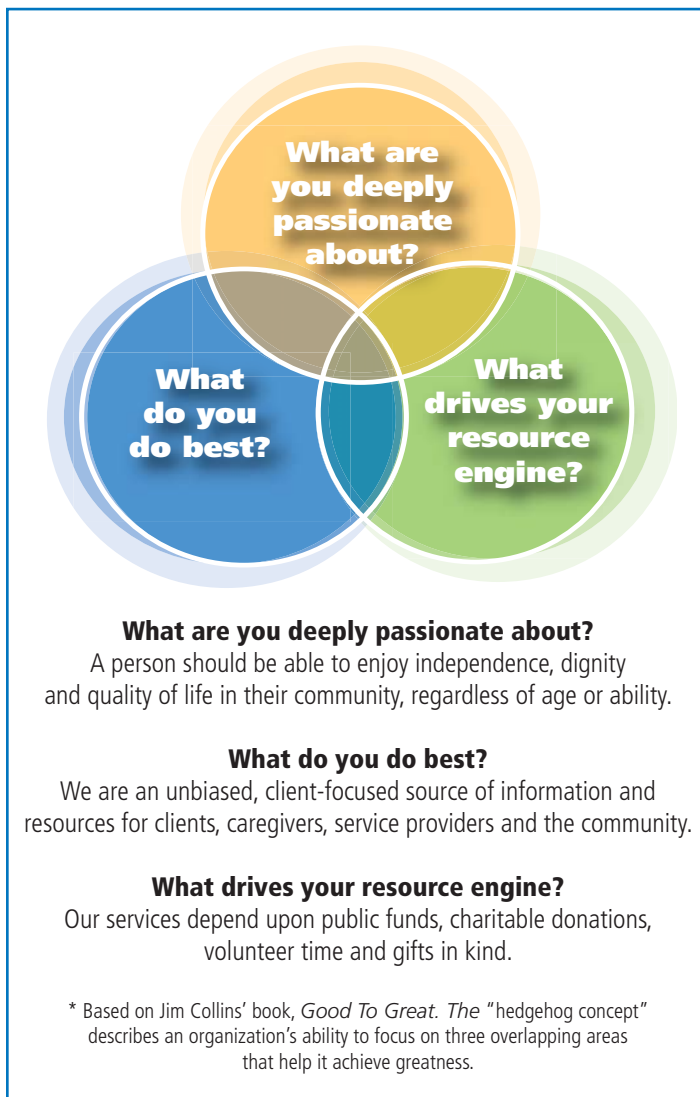 What are
you deeply
passionate
about?
What
do you
do best?
What
drives your
resource
engine?
What are you deeply passionate about?
A person should be able to enjoy independence, dignity
and quality of life in their community, regardless of age or ability.
What do you do best?
We are an unbiased, client-focused source of information and
resources for clients, caregivers, service providers and the community.
What drives your resource engine?
Our services depend upon public funds, charitable donations,
volunteer time and gifts in kind.
* Based on Jim Collins’ book, Good To Great. The “hedgehog concept”
describes an organization’s ability to focus on three overlapping areas
that help it achieve greatness.